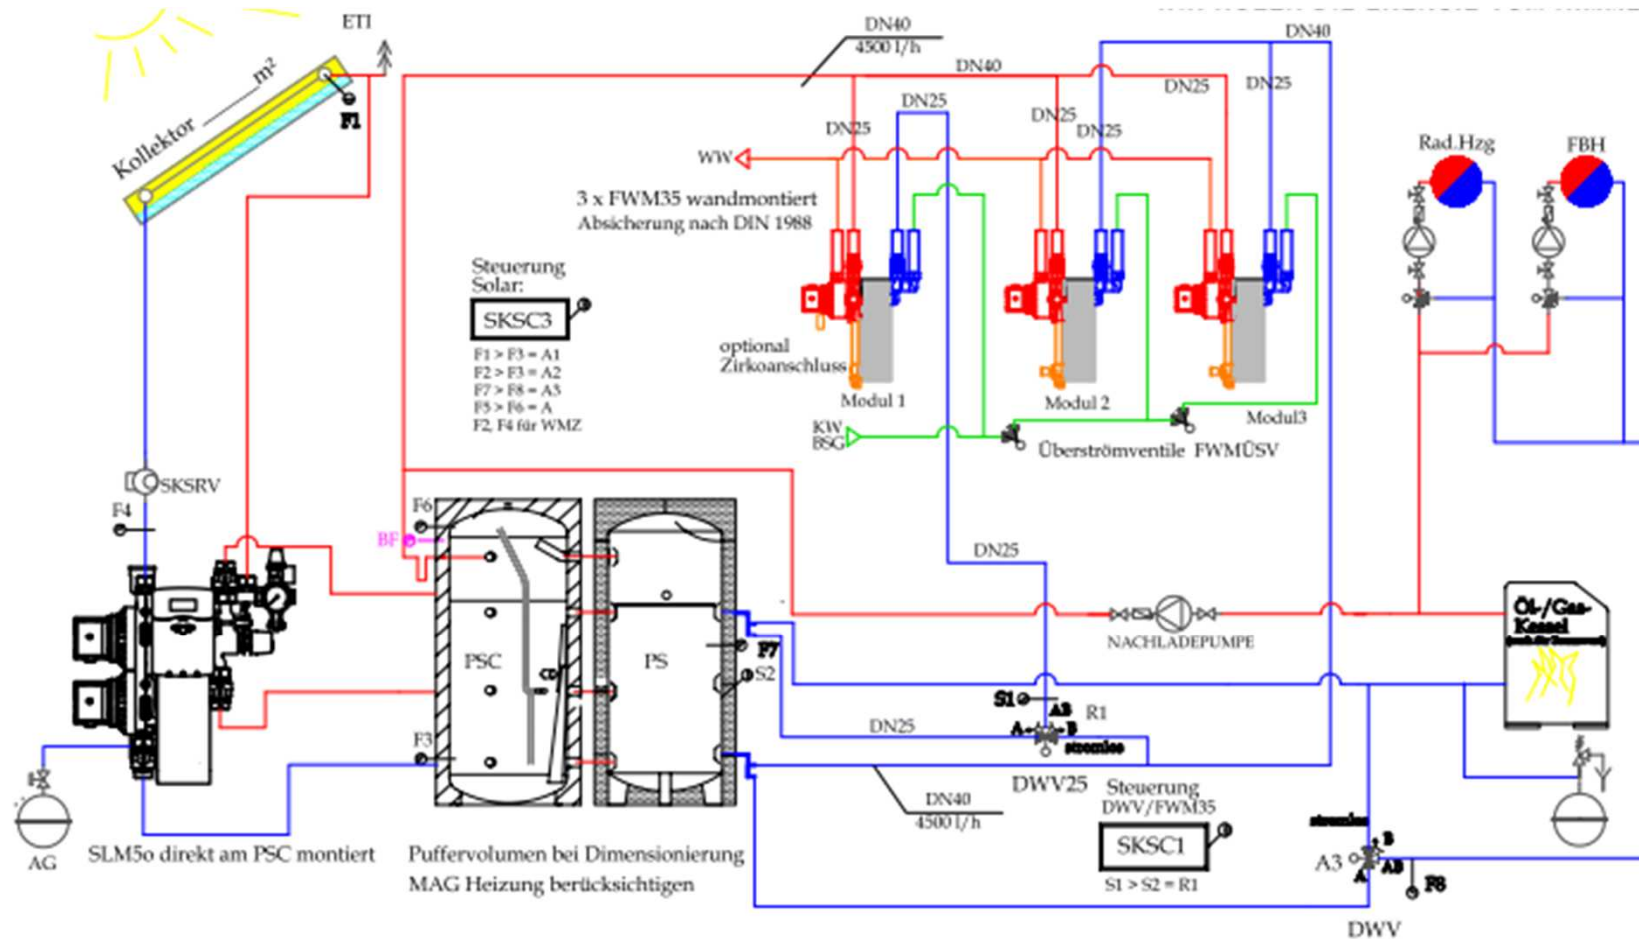 ETI
DN40
4500 l/h
DN40
DN40
m²
Kollektor
F1
DN25
DN25
DN25
DN25
DN25
DN25
Rad.Hzg
FBH
WW
3 x FWM35 wandmontiert
Absicherung nach DIN 1988
Steuerung
Solar:
SKSC3
F1 > F3 = A1
F2 > F3 = A2
F7 > F8 = A3
F5 > F6 = A
F2, F4 für WMZ
optional
Zirkoanschluss
Modul 1
Modul 2
Modul3
KW
BSG
Überströmventile FWMÜSV
SKSRV
F4
F6
BF
DN25
Öl-/Gas-
Kessel
NACHLADEPUMPE
PSC
PS
F7
S2
S1
AB
R1
A
B
stromlos
DN25
F3
DWV25
Steuerung
DWV/FWM35
SKSC1
S1 > S2 = R1
DN40
4500 l/h
stromlos
B
A3
AB
A
F8
DWV
AG
SLM50 direkt am PSC montiert
Puffervolumen bei Dimensionierung
MAG Heizung berücksichtigen